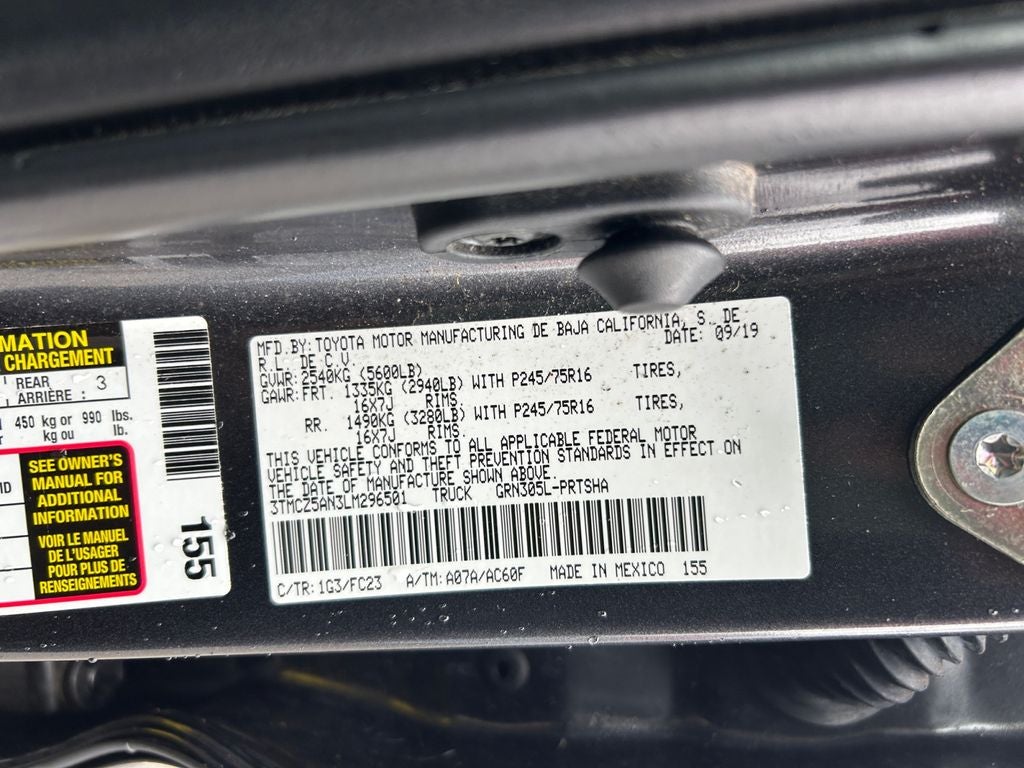 MATION
CHARGEMENT
REAR
ARRIÈRE : 3
450 kg or 990 lbs.
kg ou lb.
SEE OWNER'S
MANUAL FOR
ADDITIONAL
INFORMATION
VOIR LE MANUEL
DE L'USAGER
POUR PLUS DE
RENSEIGNEMENTS
155
MFD.BY: TOYOTA MOTOR MANUFACTURING DE BAJA CALIFORNIA, S. DE
R.L. DE C.V. DATE: 09/19
GVWR: 2540KG (5600LB)
GAWR: FRT. 1335KG (2940LB) WITH P245/75R16 TIRES,
16X7J RIMS
RR. 1490KG (3280LB) WITH P245/75R16 TIRES,
16X7J RIMS
THIS VEHICLE CONFORMS TO ALL APPLICABLE FEDERAL MOTOR
VEHICLE SAFETY AND THEFT PREVENTION STANDARDS IN EFFECT ON
THE DATE OF MANUFACTURE SHOWN ABOVE.
3TMCZ5AN3LM296501 TRUCK GRN305L-PRTSHA
C/TR: 1G3/FC23 A/TM: A07A/AC60F MADE IN MEXICO 155